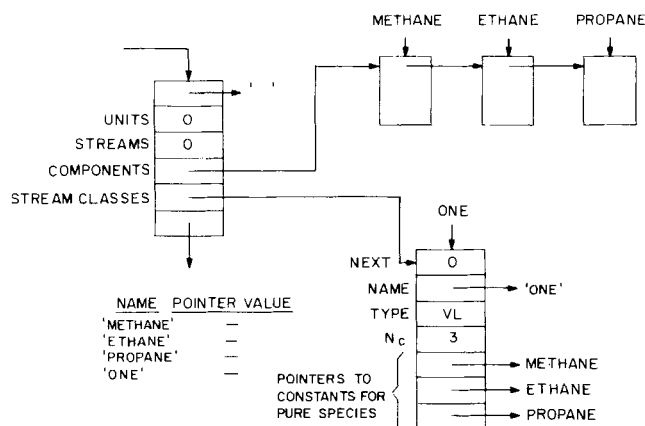 METHANE ETHANE PROPANE
' '
UNITS 0
STREAMS 0
COMPONENTS
STREAM CLASSES
ONE
NEXT 0
NAME 'ONE'
TYPE VL
Nc 3
NAME POINTER VALUE
'METHANE' —
'ETHANE' —
'PROPANE' —
'ONE' —
POINTERS TO
CONSTANTS FOR
PURE SPECIES
METHANE
ETHANE
PROPANE